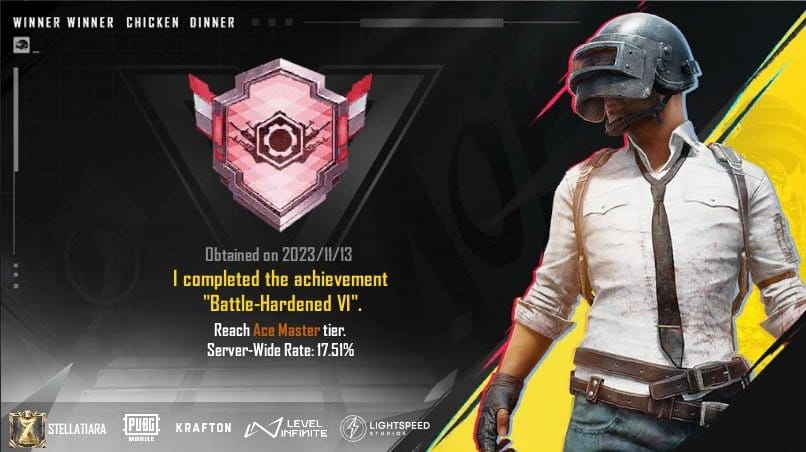 WINNER WINNER CHICKEN DINNER
Obtained on 2023/11/13
I completed the achievement
"Battle-Hardened VI".
Reach Ace Master tier.
Server-Wide Rate: 17.51%
STELLATIARA
PUBG
MOBILE
KRAFTON
LEVEL
INFINITE
LIGHTSPEED
STUDIOS